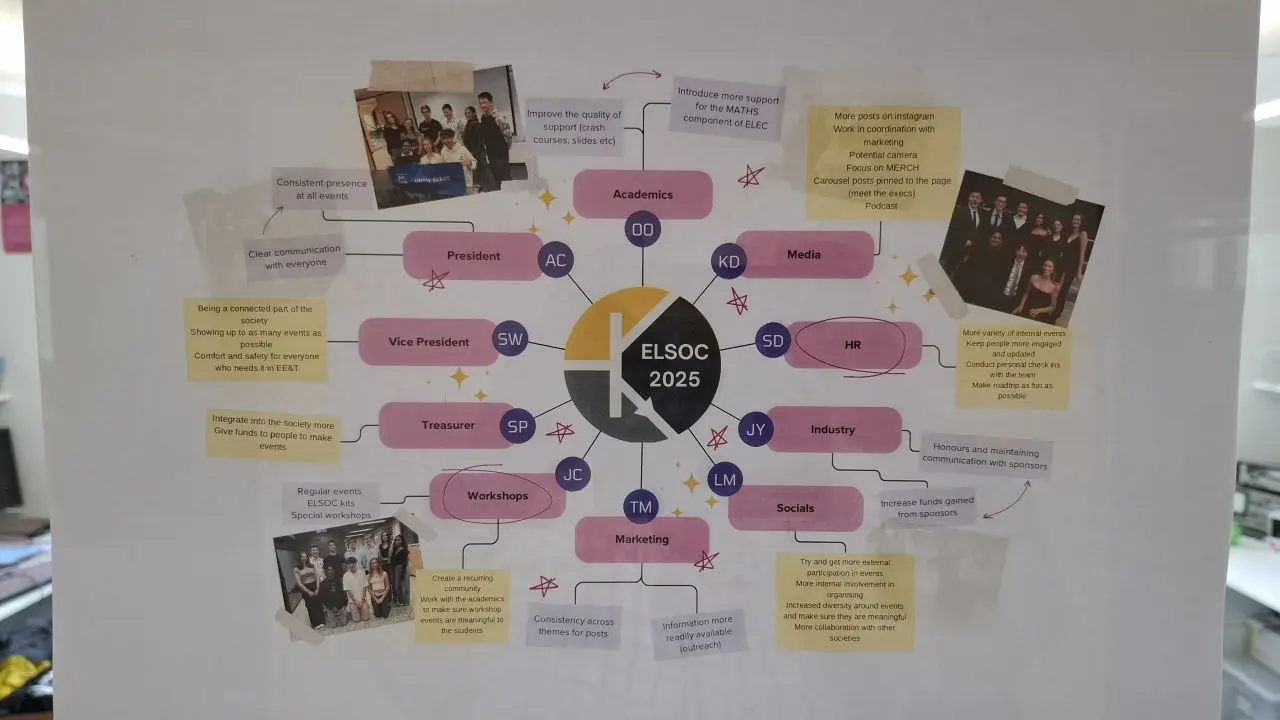 Improve the quality of
support (crash
courses, slides etc)
Introduce more support
for the MATHS
component of ELEC
Academics
OO
More posts on instagram
Work in coordination with
marketing
Potential camera
Focus on MERCH
Carousel posts pinned to the page
(meet the execs)
Podcast
Media
KD
Consistent presence
at all events
Clear communication
with everyone
President
AC
Being a connected part of the
society
Showing up to as many events as
possible
Comfort and safety for everyone
who needs it in EE&T
Vice President
SW
ELSOC
2025
SD
HR
More variety of internal events
Keep people more engaged
and updated
Conduct personal check ins
with the team
Make roadtrip as fun as
possible
Integrate into the society more
Give funds to people to make
events
Treasurer
SP
JY
Industry
Honours and maintaining
communication with sponsors
Increase funds gained
from sponsors
Regular events
ELSOC kits
Special workshops
Workshops
JC
Create a recurring
community
Work with the academics
to make sure workshop
events are meaningful to
the students
TM
Marketing
Consistency across
themes for posts
Information more
readily available
(outreach)
LM
Socials
Try and get more external
participation in events
More internal involvement in
organising
Increased diversity around events
and make sure they are meaningful
More collaboration with other
societies